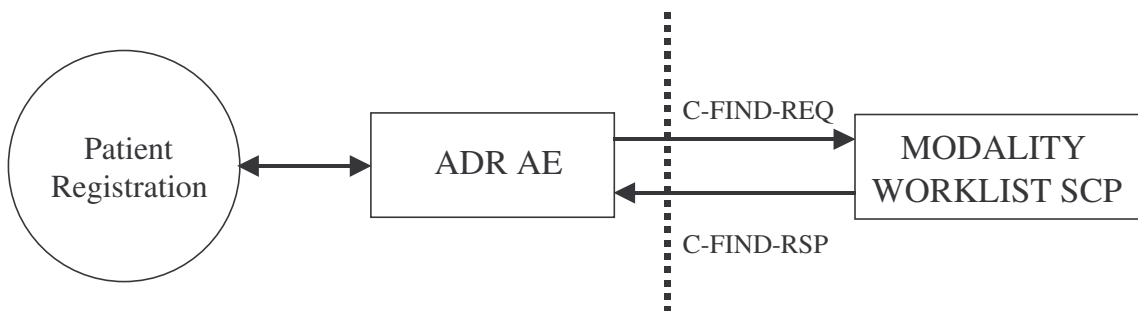 Patient
Registration
ADR AE
C-FIND-REQ
C-FIND-RSP
MODALITY
WORKLIST SCP